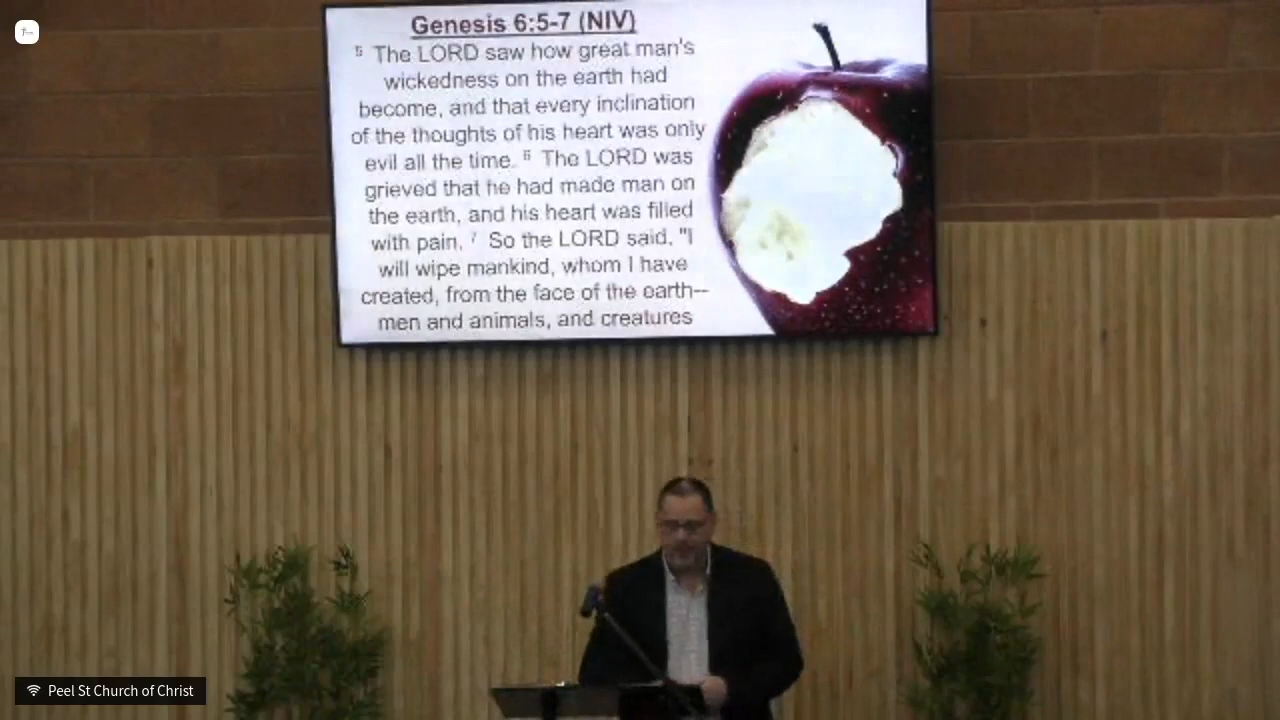 Genesis 6:5-7 (NIV)
5 The LORD saw how great man's
wickedness on the earth had
become, and that every inclination
of the thoughts of his heart was only
evil all the time. 6 The LORD was
grieved that he had made man on
the earth, and his heart was filled
with pain. 7 So the LORD said, "I
will wipe mankind, whom I have
created, from the face of the earth--
men and animals, and creatures
Peel St Church of Christ